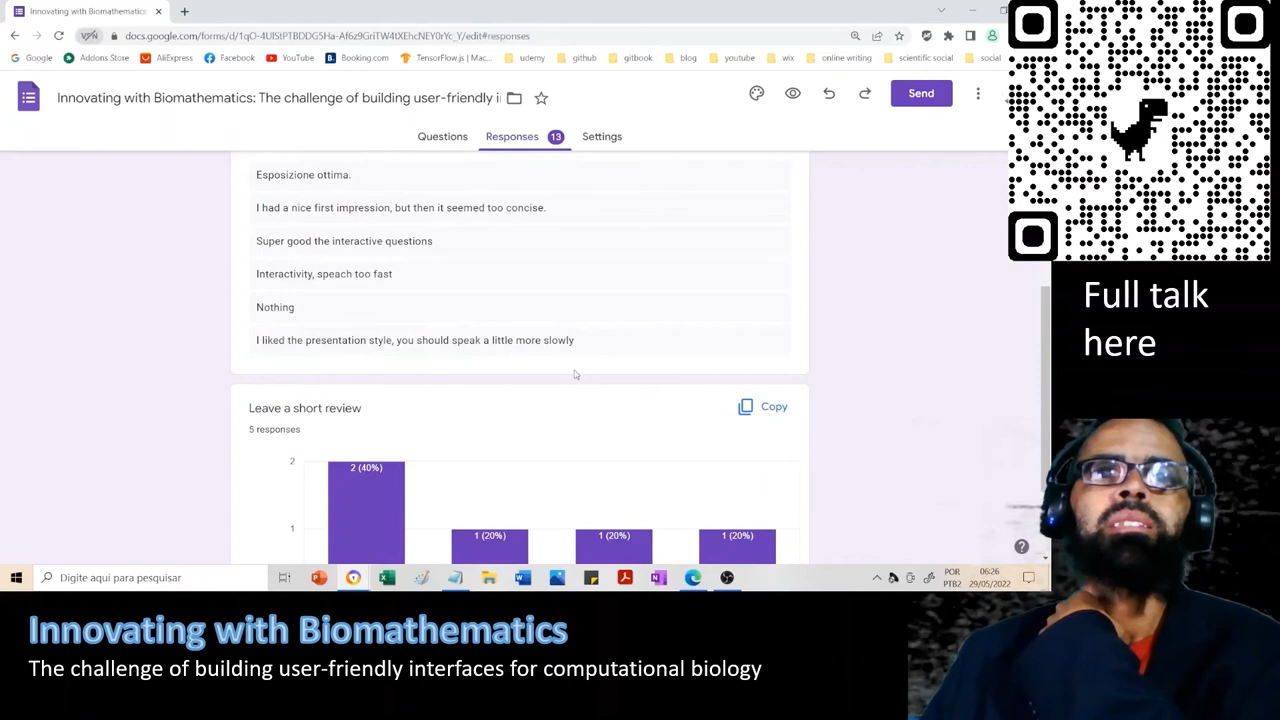 Innovating with Biomathematics
docs.google.com/forms/d/1qO-4UlStPTBDDG5Ha-Af6z9GriTW4tXEhcNEY0rYc_Y/edit#responses
Google
Addons Store
AliExpress
Facebook
YouTube
Booking.com
TensorFlow.js | Mac...
udemy
github
gitbook
blog
youtube
wix
online writing
scientific social
social
Innovating with Biomathematics: The challenge of building user-friendly i
Send
Questions
Responses 13
Settings
Esposizione ottima.
I had a nice first impression, but then it seemed too concise.
Super good the interactive questions
Interactivity, speach too fast
Nothing
I liked the presentation style, you should speak a little more slowly
Leave a short review
Copy
5 responses
2
2 (40%)
1
1 (20%)
1 (20%)
1 (20%)
Full talk
here
Digite aqui para pesquisar
POR
PTB2
06:26
29/05/2022
Innovating with Biomathematics
The challenge of building user-friendly interfaces for computational biology